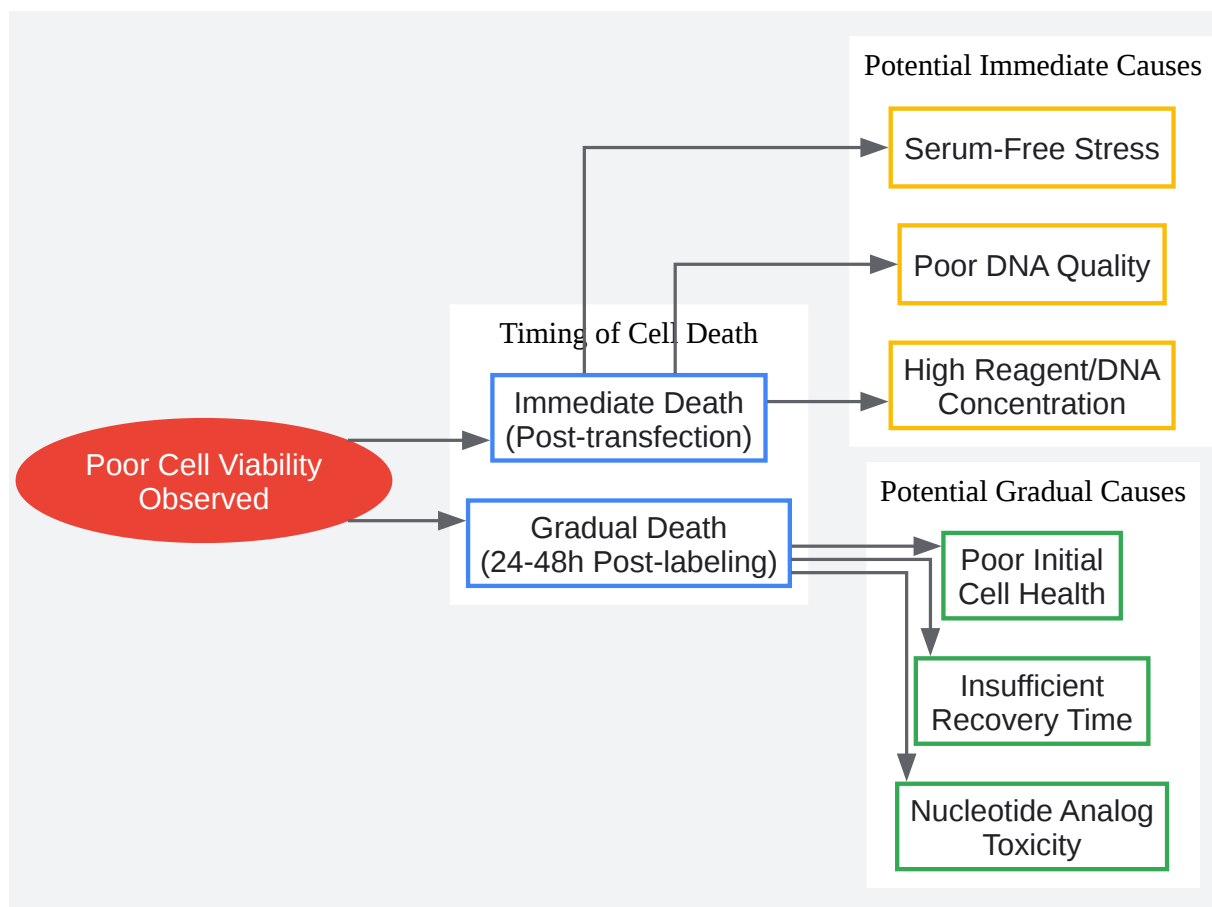 Potential Immediate Causes
Serum-Free Stress
Poor DNA Quality
High Reagent/DNA
Concentration
Timing of Cell Death
Immediate Death
(Post-transfection)
Gradual Death
(24-48h Post-labeling)
Poor Cell Viability
Observed
Potential Gradual Causes
Poor Initial
Cell Health
Insufficient
Recovery Time
Nucleotide Analog
Toxicity